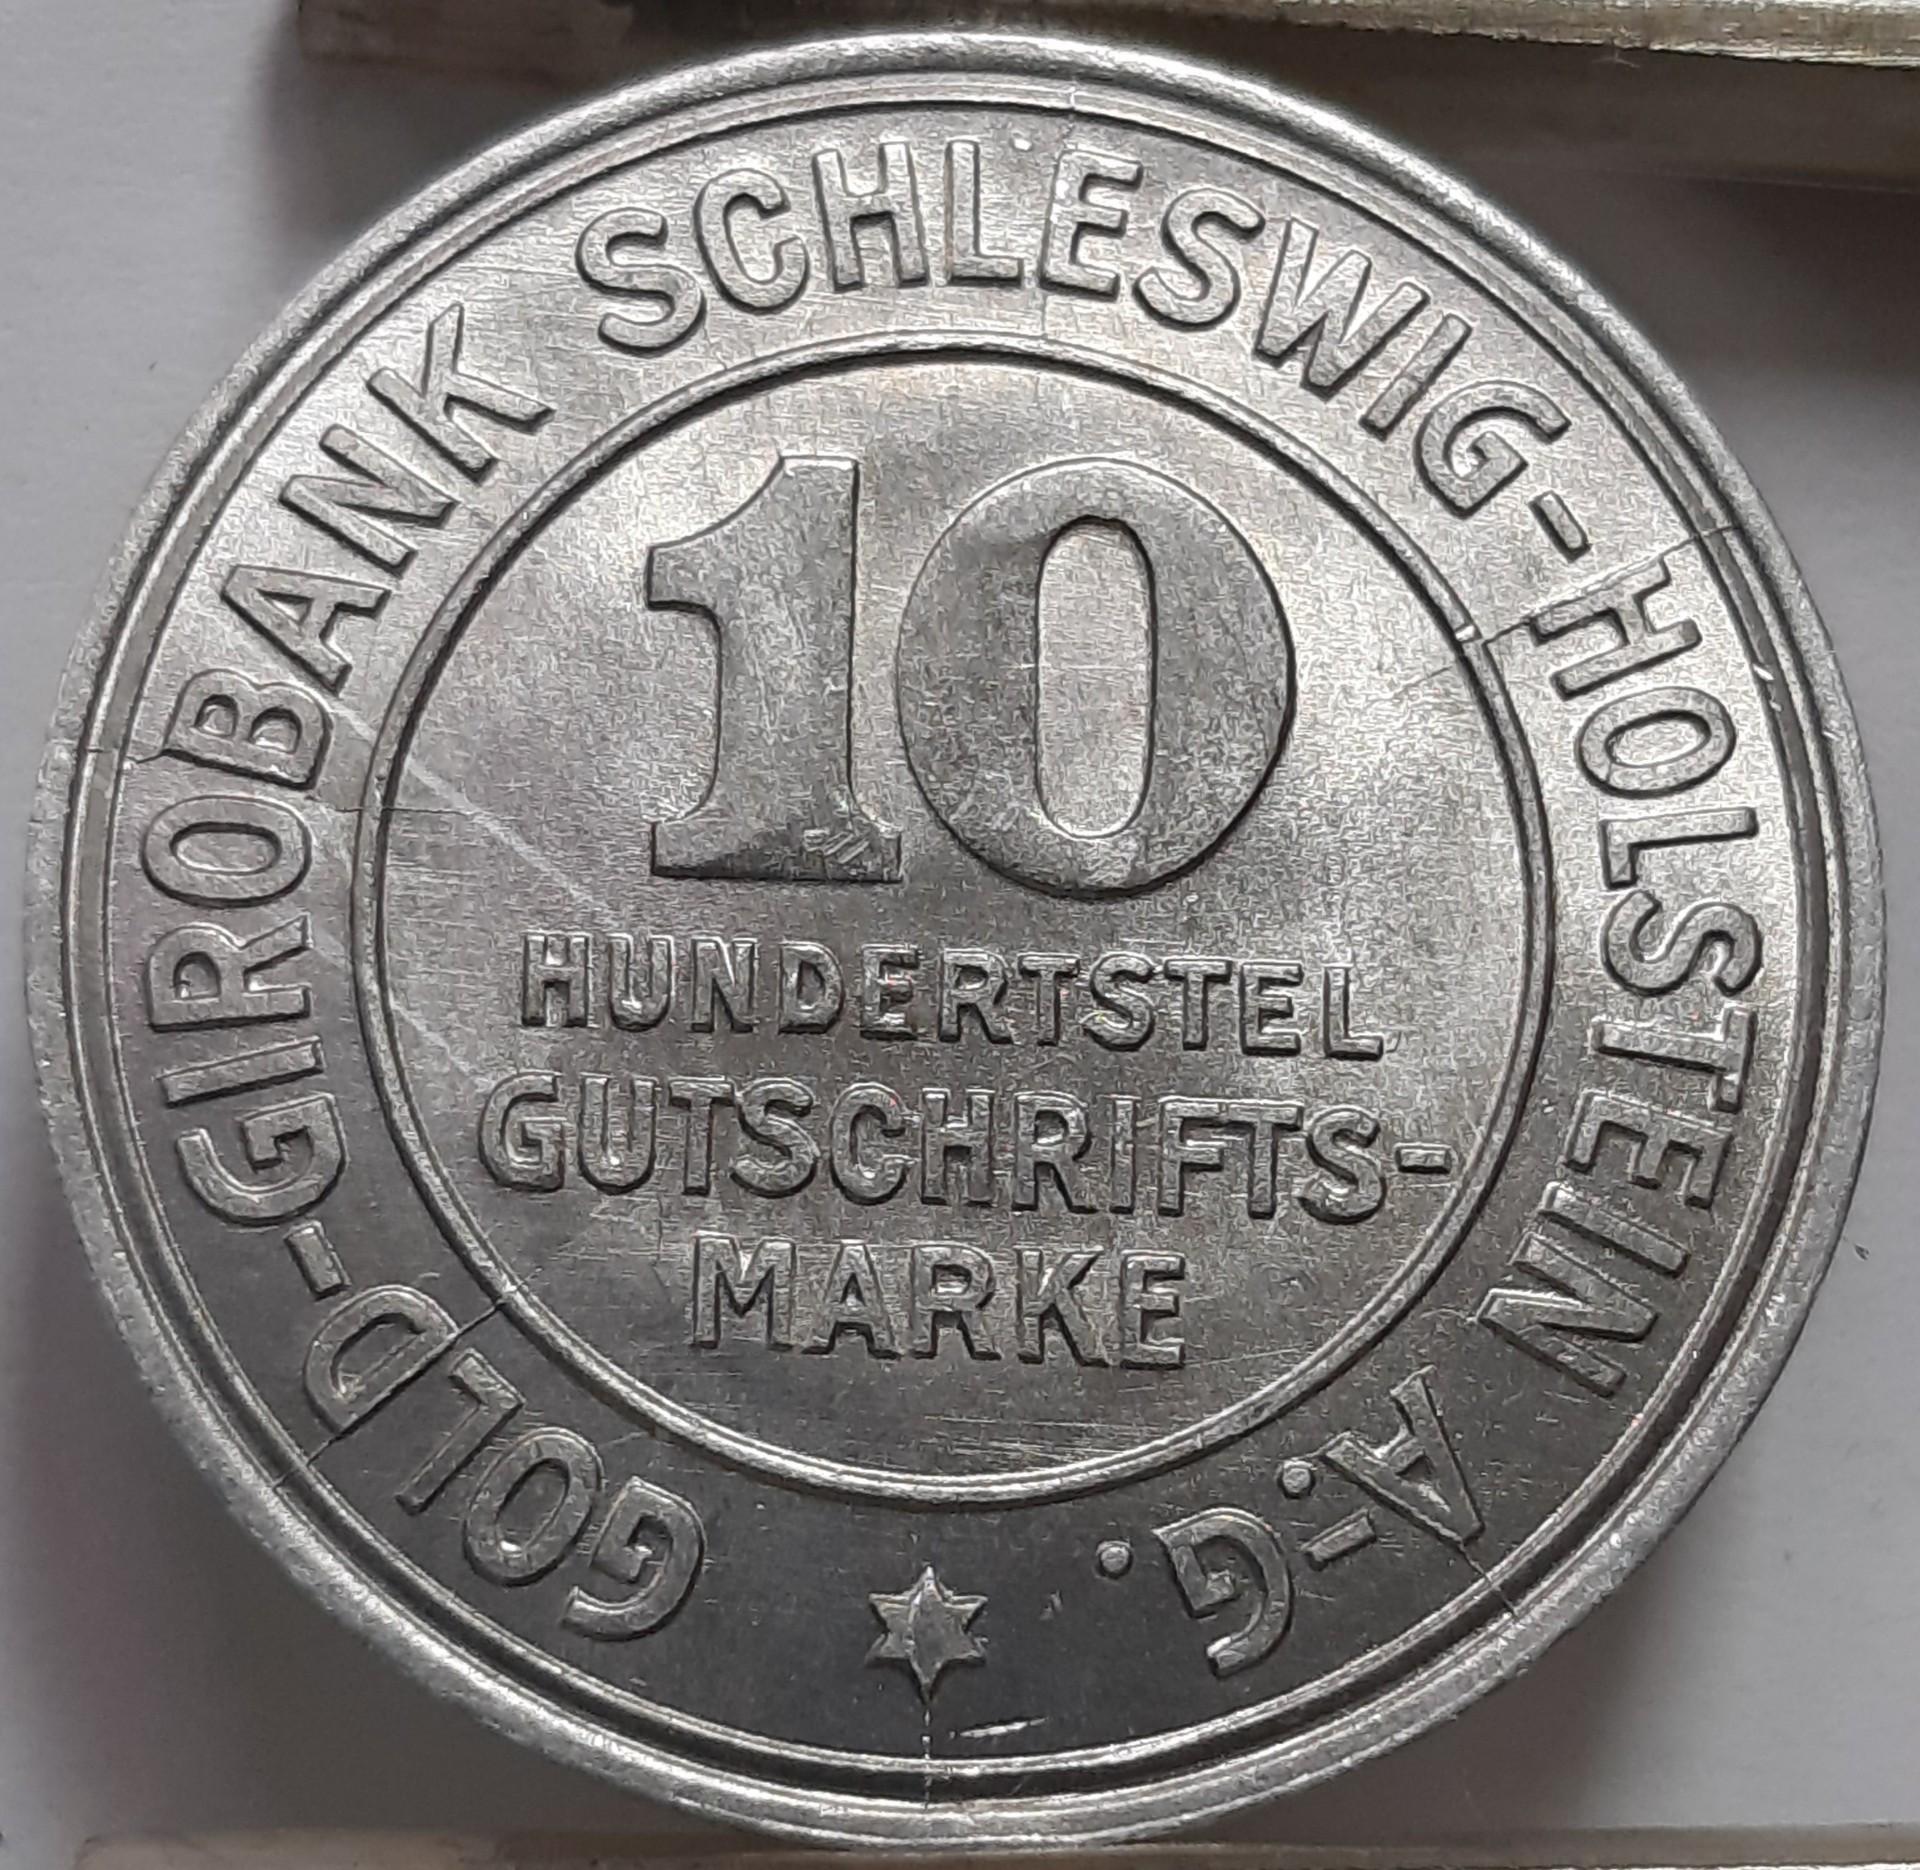 GOLD-GIROBANK SCHLESWIG-HOLSTEIN A.-G.
10
HUNDERTSTEL
GUTSCHRIFTS-
MARKE